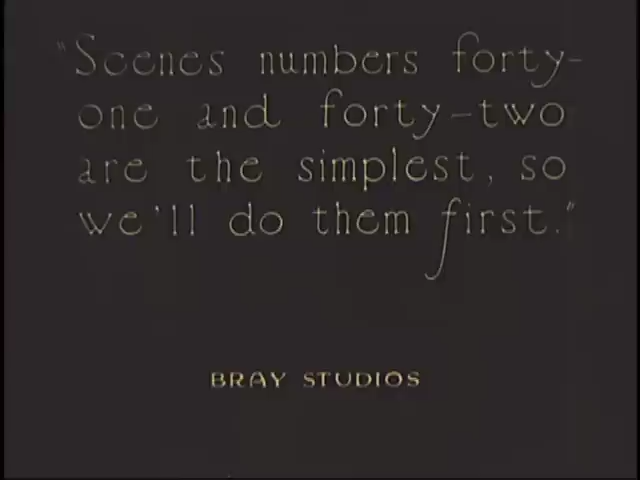 "Scenes numbers forty-
one and forty-two
are the simplest, so
we'll do them first."
BRAY STUDIOS